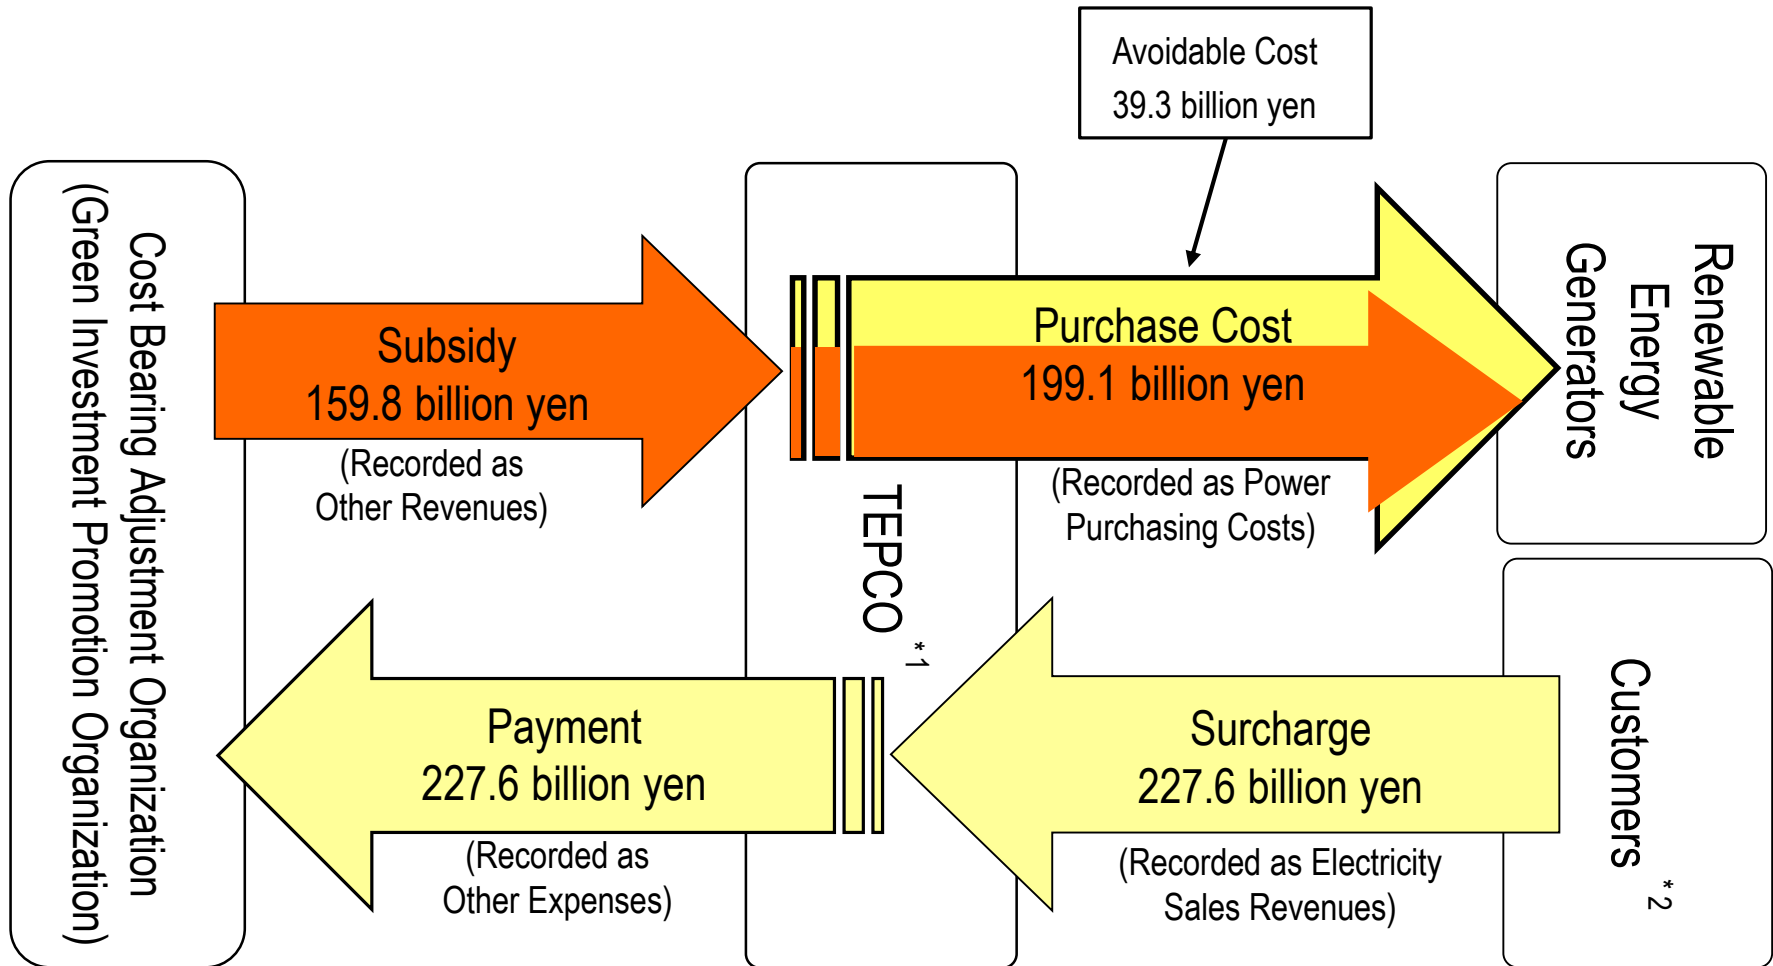 Avoidable Cost
39.3 billion yen
Cost Bearing Adjustment Organization
(Green Investment Promotion Organization)
Subsidy
159.8 billion yen
(Recorded as
Other Revenues)
TEPCO *1
Purchase Cost
199.1 billion yen
(Recorded as Power
Purchasing Costs)
Renewable
Energy
Generators
Payment
227.6 billion yen
(Recorded as
Other Expenses)
Surcharge
227.6 billion yen
(Recorded as Electricity
Sales Revenues)
Customers *2